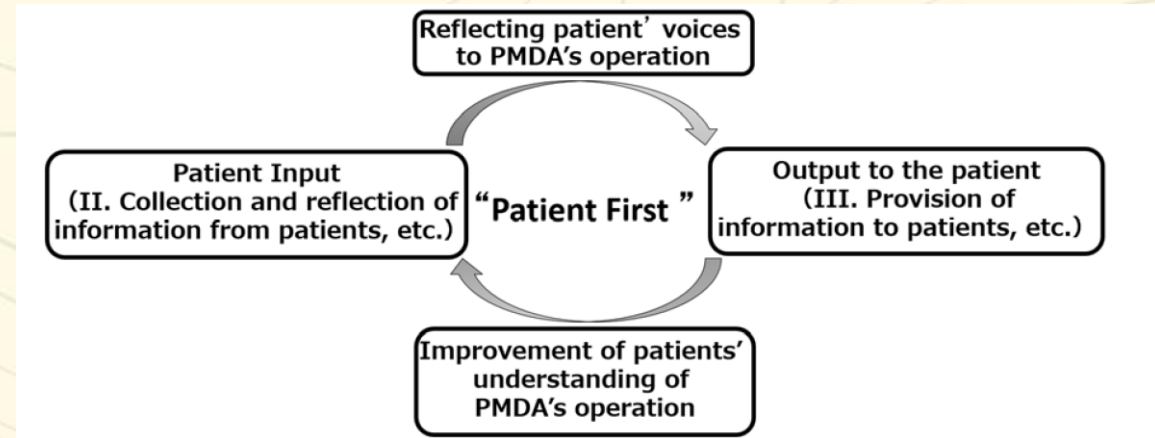 Reflecting patient’ voices
to PMDA’s operation
Patient Input
（II. Collection and reflection of
information from patients, etc.）
“Patient First ”
Output to the patient
（III. Provision of
information to patients, etc.）
Improvement of patients’
understanding of
PMDA’s operation